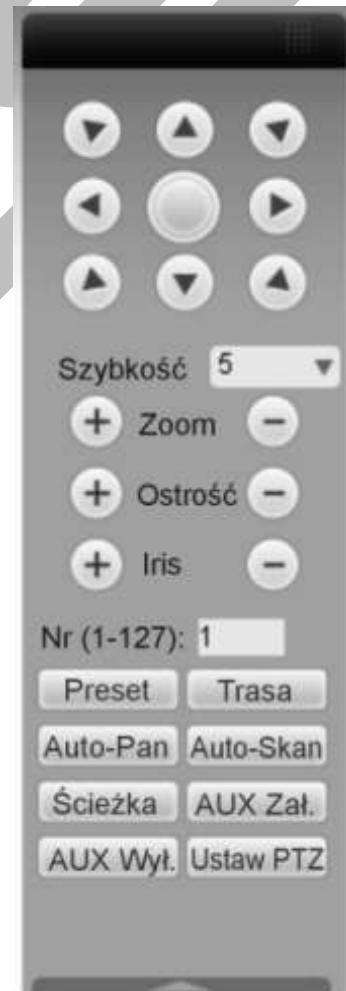 Szybkość 5
+ Zoom -
+ Ostrość -
+ Iris -
Nr (1-127): 1
Preset Trasa
Auto-Pan Auto-Skan
Ścieżka AUX Zał.
AUX Wył. Ustaw PTZ